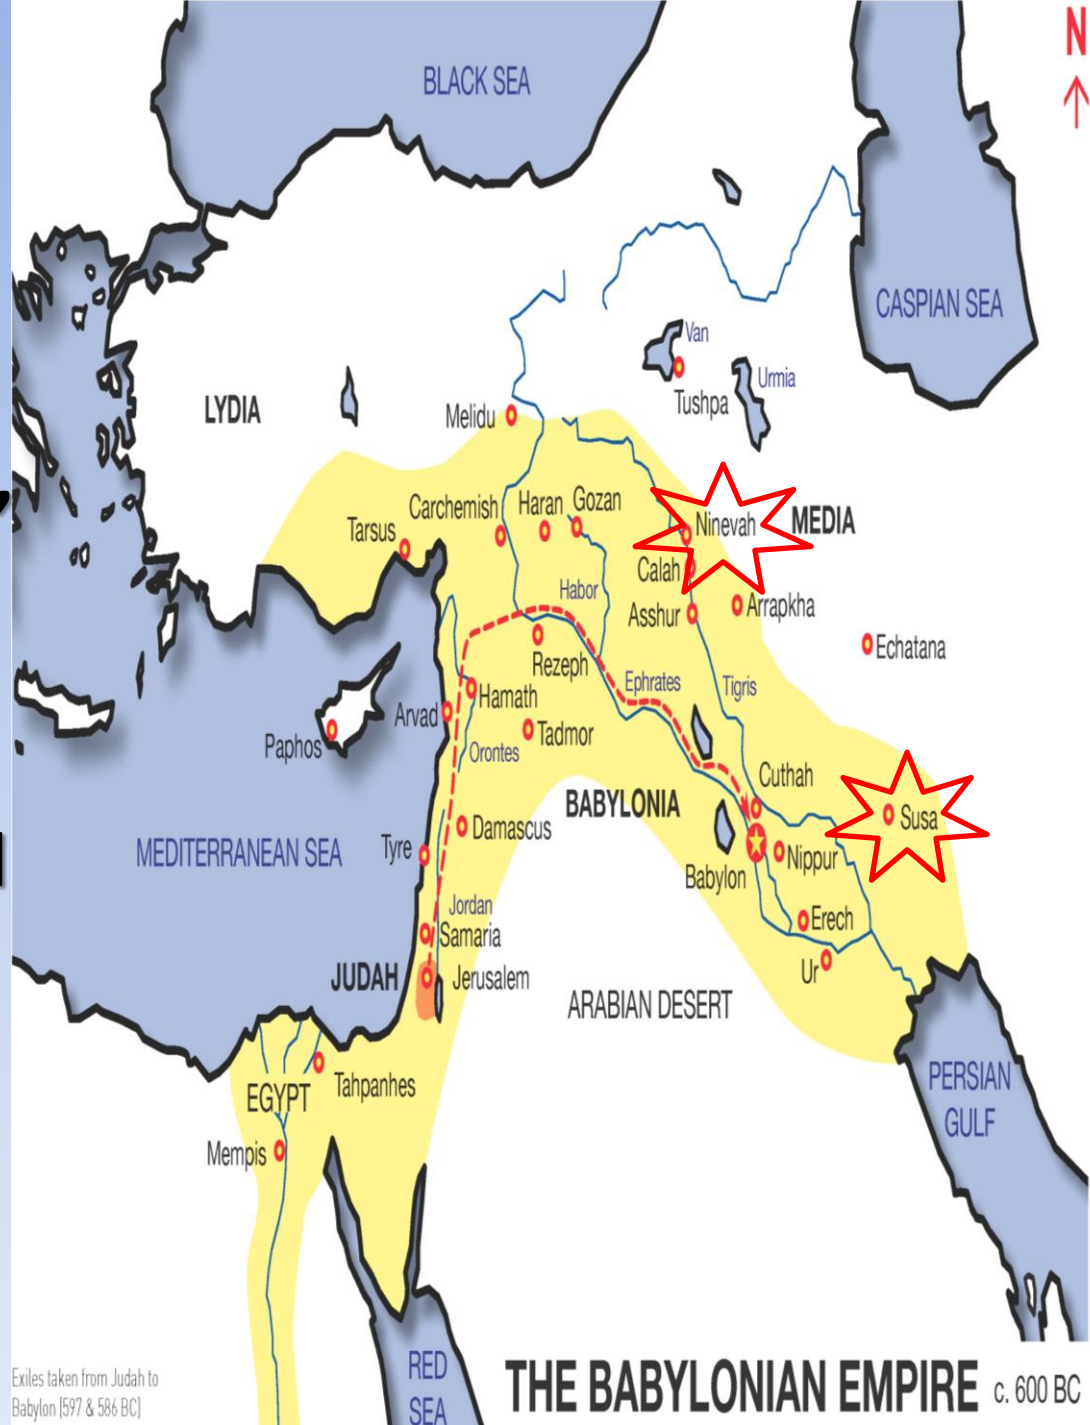 N
BLACK SEA
CASPIAN SEA
Van
Tushpa
Urmia
LYDIA
Melidu
Carchemish
Haran
Gozan
Tarsus
Ninevah
MEDIA
Calah
Habor
Asshur
Arrapkha
Echatana
Rezeph
Ephrates
Tigris
Hamath
Arvad
Paphos
Tadmor
Orontes
Cuthah
BABYLONIA
Susa
Damascus
MEDITERRANEAN SEA
Tyre
Nippur
Babylon
Jordan
Samaria
Erech
JUDAH
Jerusalem
Ur
ARABIAN DESERT
EGYPT
Tahpanhes
PERSIAN
GULF
Mempis
RED
SEA
Exiles taken from Judah to
Babylon (597 & 586 BC)
THE BABYLONIAN EMPIRE c. 600 BC